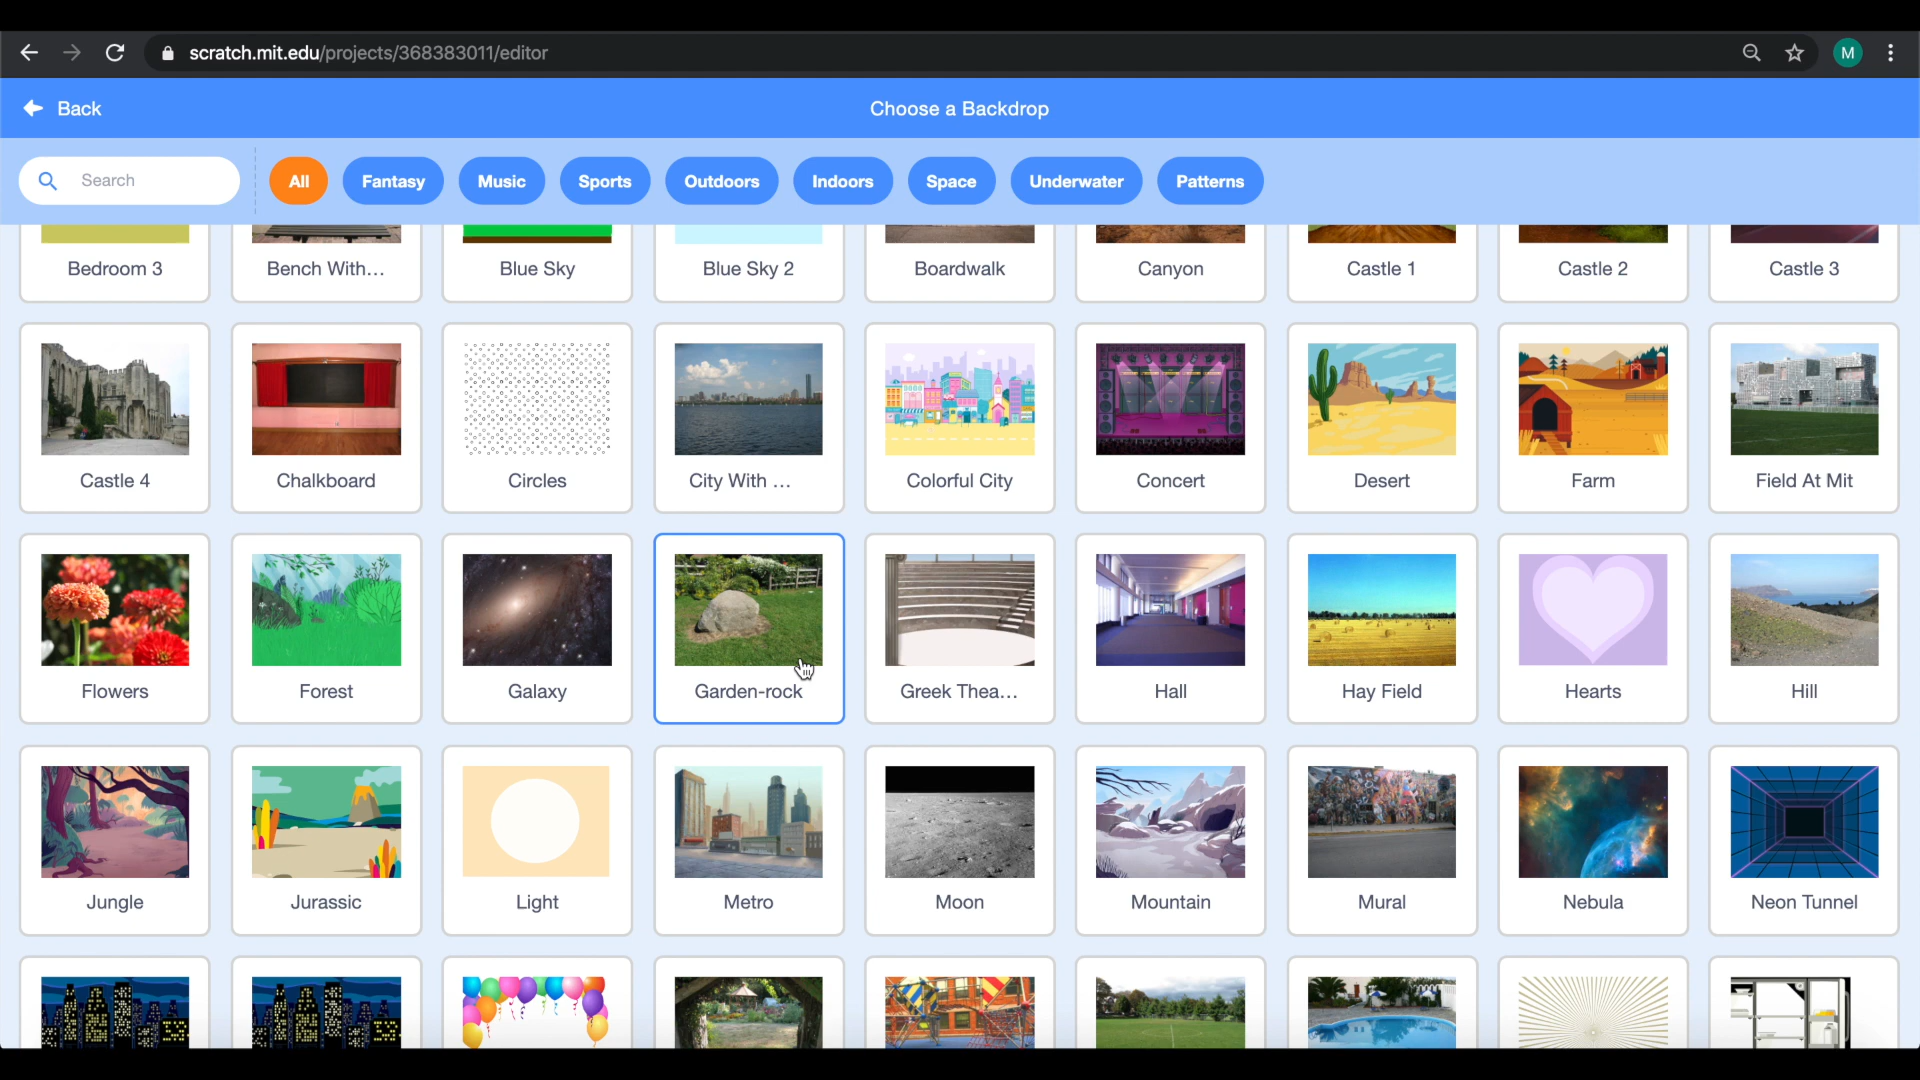 scratch.mit.edu/projects/368383011/editor
M
Back
Choose a Backdrop
Search
All
Fantasy
Music
Sports
Outdoors
Indoors
Space
Underwater
Patterns
Bedroom 3
Bench With...
Blue Sky
Blue Sky 2
Boardwalk
Canyon
Castle 1
Castle 2
Castle 3
Castle 4
Chalkboard
Circles
City With ...
Colorful City
Concert
Desert
Farm
Field At Mit
Flowers
Forest
Galaxy
Garden-rock
Greek Thea...
Hall
Hay Field
Hearts
Hill
Jungle
Jurassic
Light
Metro
Moon
Mountain
Mural
Nebula
Neon Tunnel